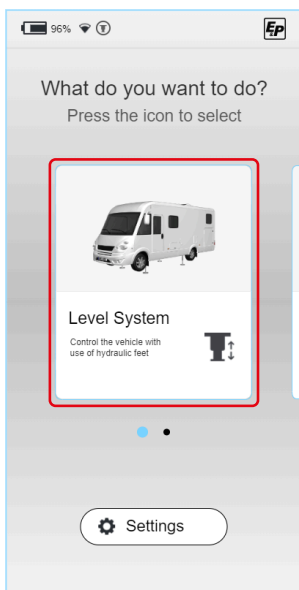 96% T EP
What do you want to do?
Press the icon to select
Level System
Control the vehicle with
use of hydraulic feet
Settings